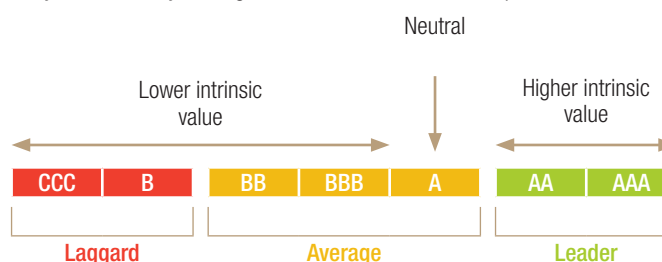 Neutral
Lower intrinsic
value
Higher intrinsic
value
CCC B BB BBB A AA AAA
Laggard Average Leader